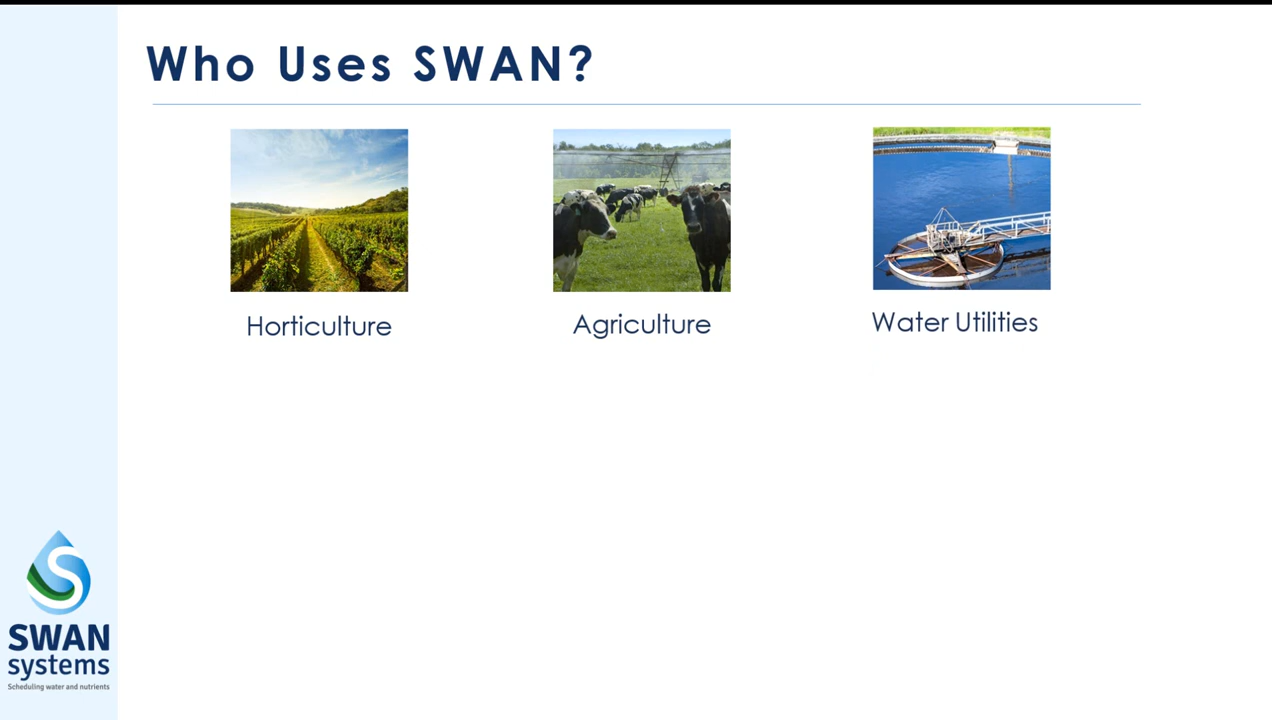 Who Uses SWAN?
Horticulture
Agriculture
Water Utilities
SWAN
systems
Scheduling water and nutrients